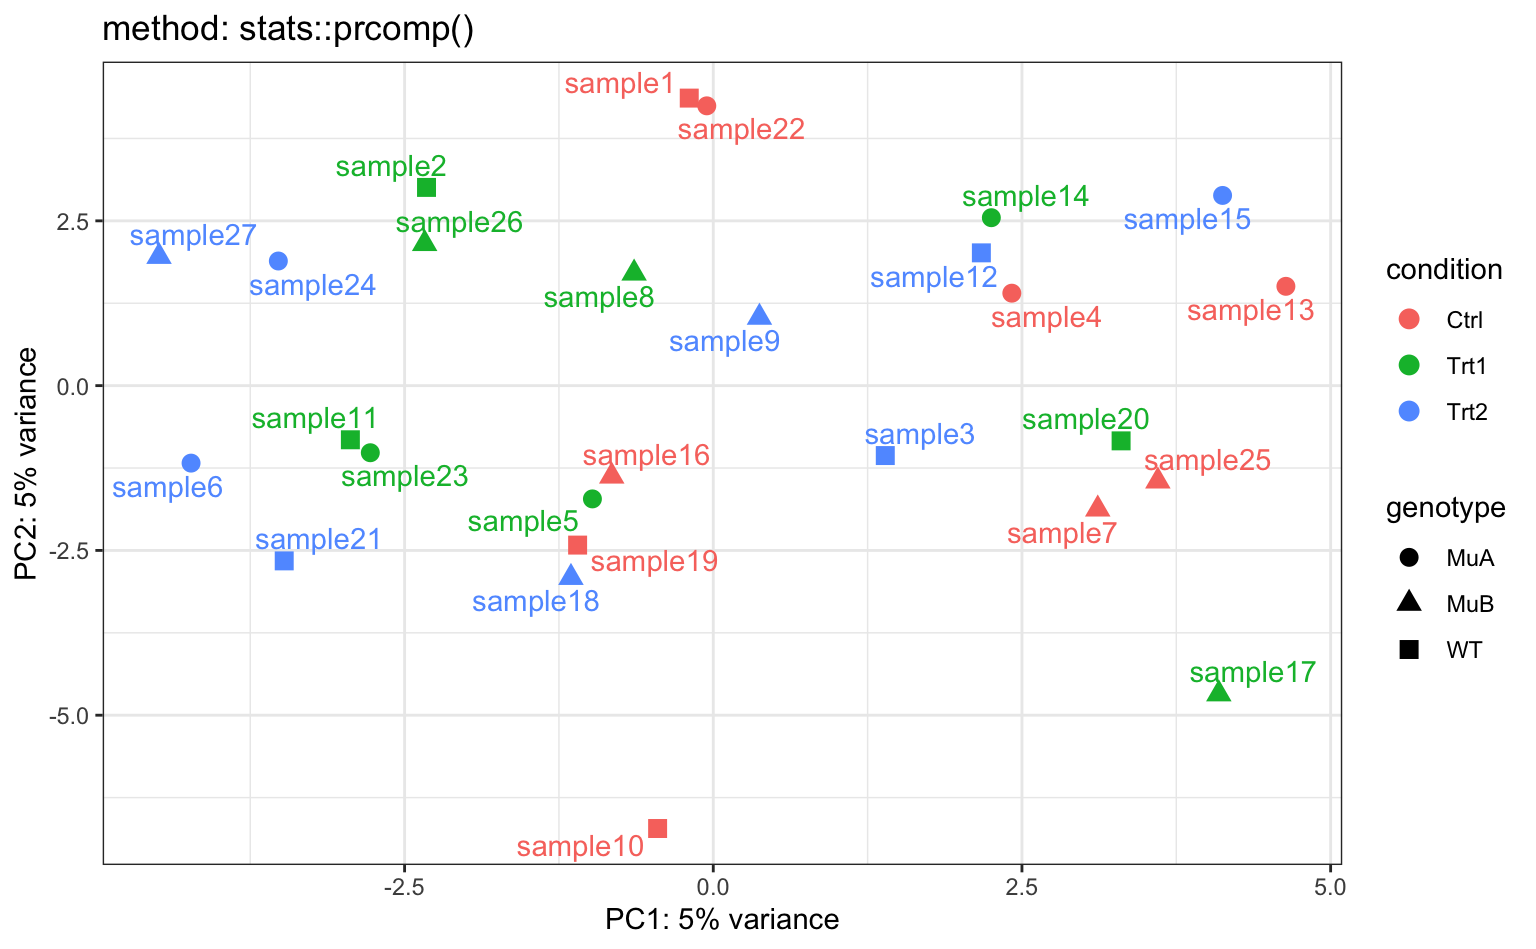 method: stats::prcomp()
sample1
sample22
sample2
sample14
sample15
sample26
sample27
sample12
sample24
sample8
sample13
sample4
sample9
sample11
sample20
sample3
sample16
sample25
sample23
sample6
sample5
sample7
sample21
sample19
sample18
sample17
sample10
2.5
0.0
-2.5
-5.0
PC2: 5% variance
-2.5
0.0
2.5
5.0
PC1: 5% variance
condition
Ctrl
Trt1
Trt2
genotype
MuA
MuB
WT